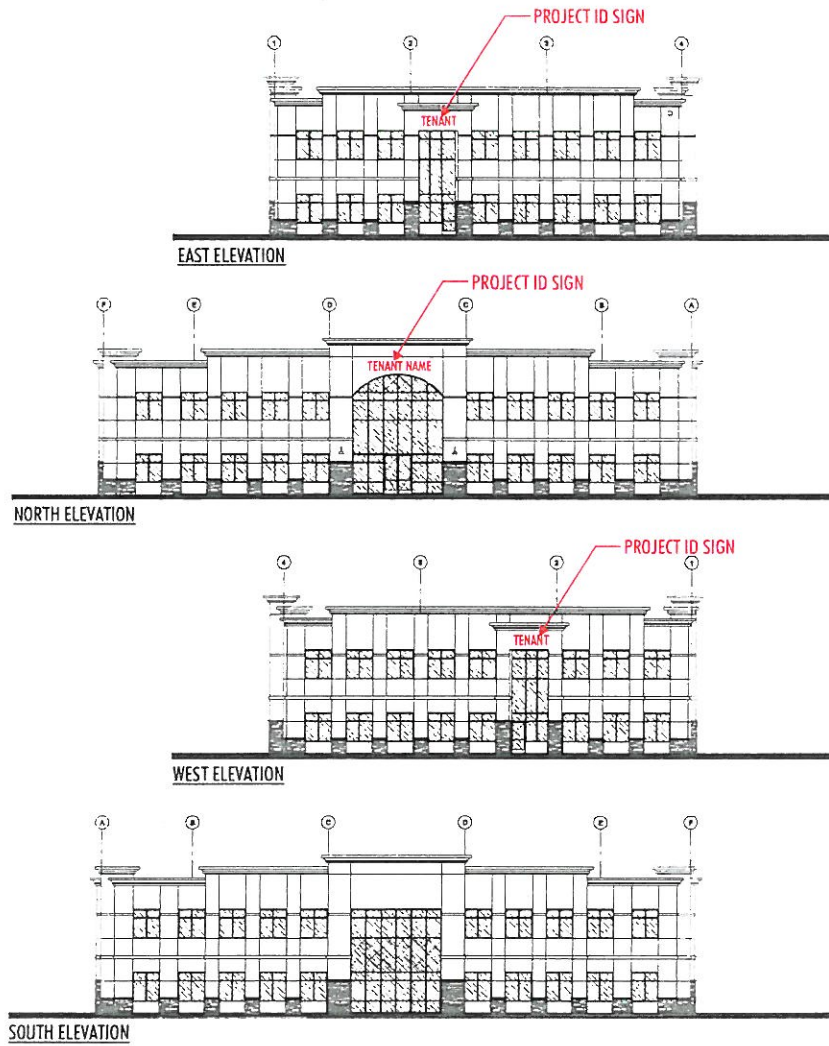 PROJECT ID SIGN
1 2 3 4
TENANT
EAST ELEVATION
PROJECT ID SIGN
F E D C B A
TENANT NAME
NORTH ELEVATION
PROJECT ID SIGN
4 2 1
TENANT
WEST ELEVATION
A B C D E F
SOUTH ELEVATION